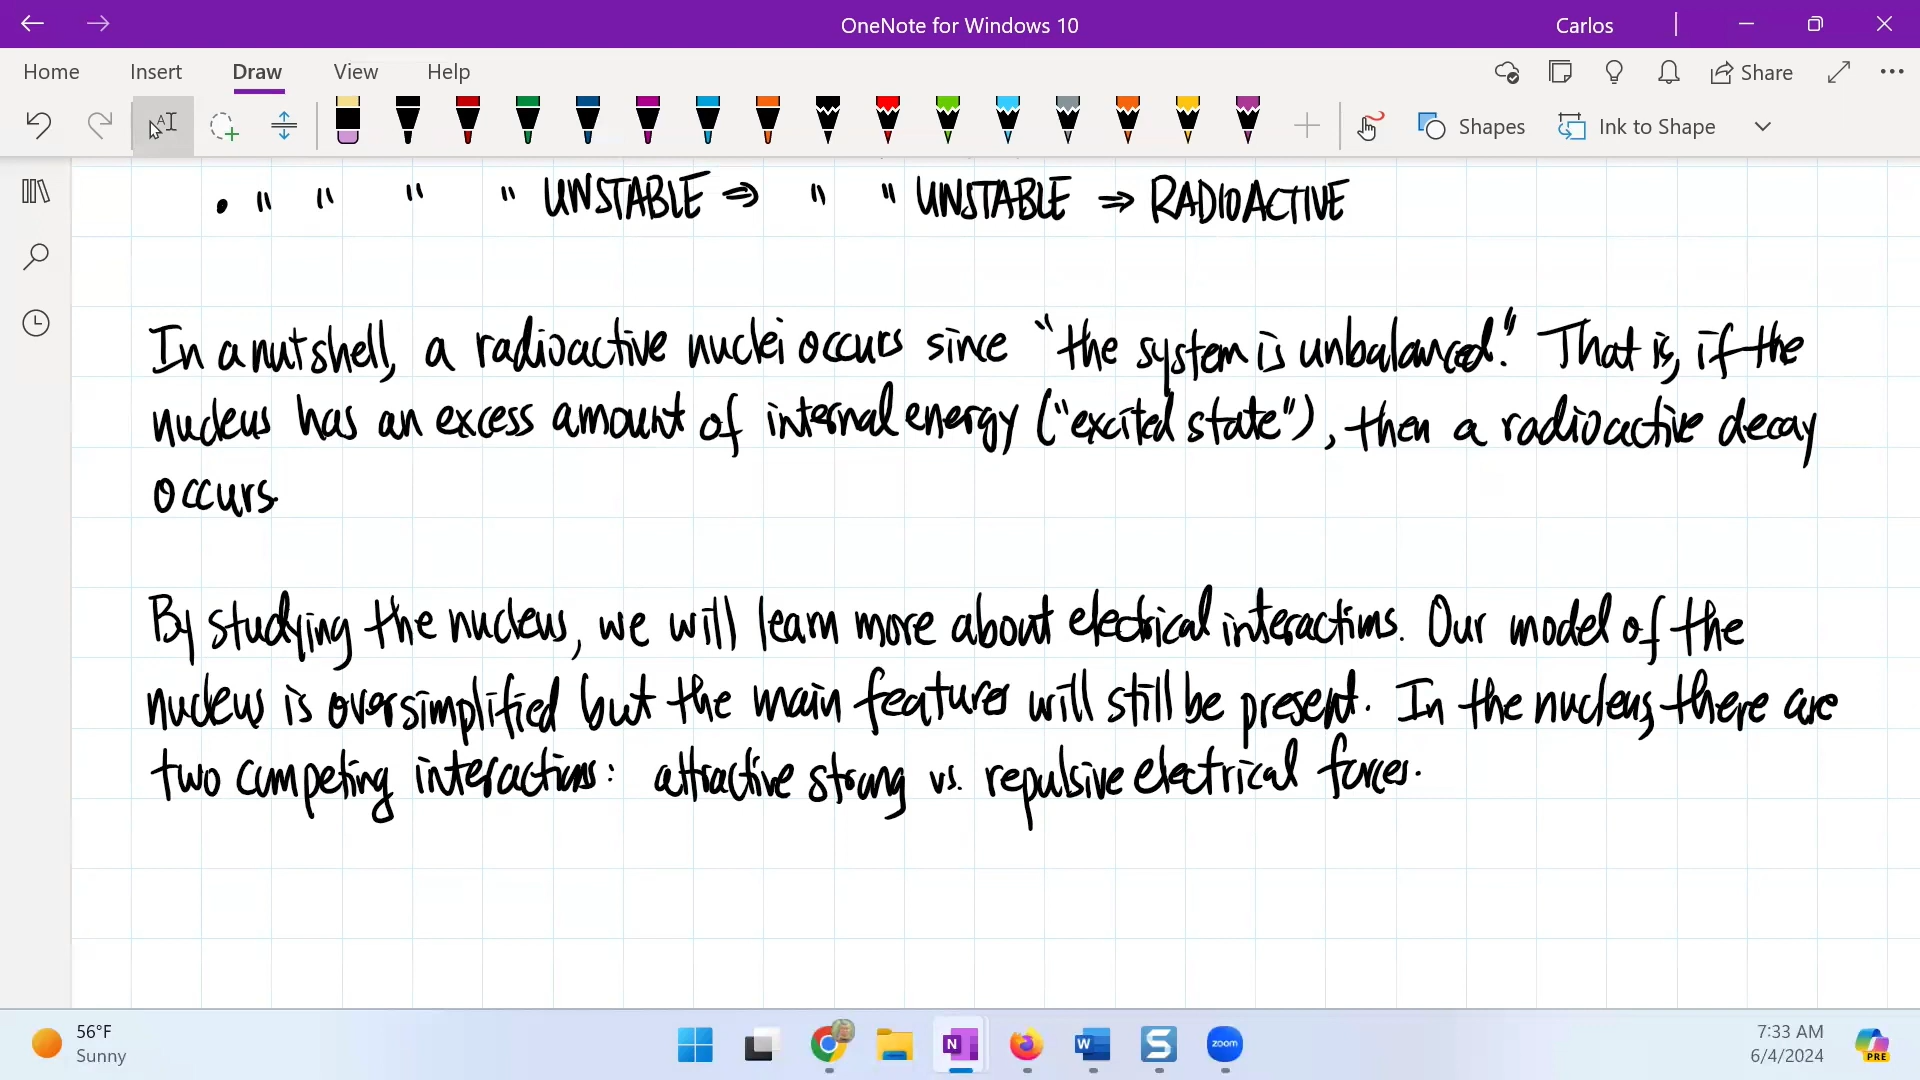 OneNote for Windows 10
Carlos
Home Insert Draw View Help
Share
Shapes
Ink to Shape
• " " " " UNSTABLE ⇒ " " UNSTABLE ⇒ RADIOACTIVE
In a nutshell, a radioactive nuclei occurs since "the system is unbalanced." That is, if the
nucleus has an excess amount of internal energy ("excited state"), then a radioactive decay
occurs.
By studying the nucleus, we will learn more about electrical interactions. Our model of the
nucleus is oversimplified but the main features will still be present. In the nucleus, there are
two competing interactions: attractive strong vs. repulsive electrical forces.
56°F
Sunny
zoom
7:33 AM
6/4/2024
PRE